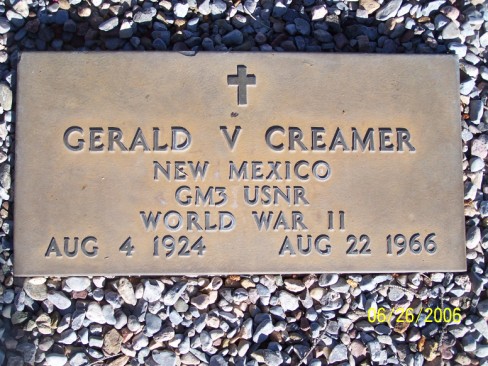 GERALD V CREAMER
NEW MEXICO
GM3 USNR
WORLD WAR II
AUG 4 1924 AUG 22 1966
06/26/2006